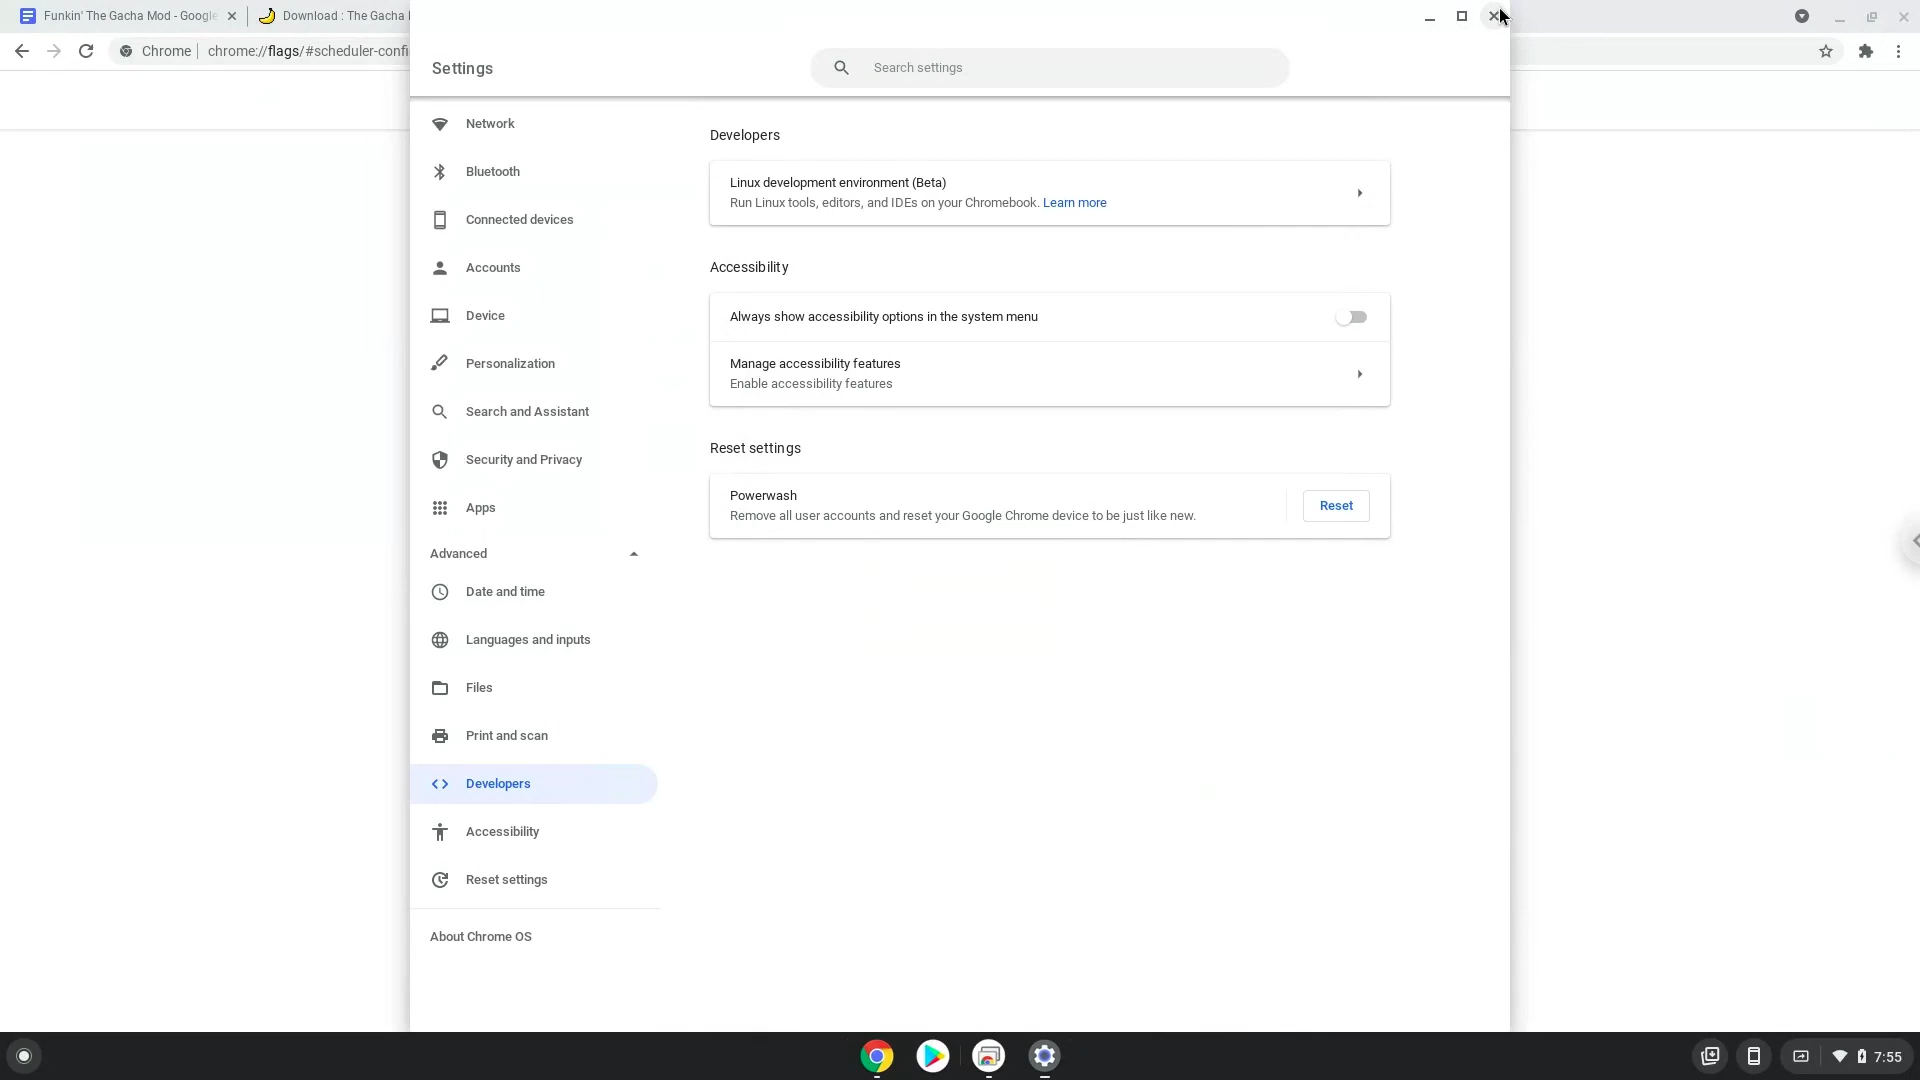 Funkin' The Gacha Mod - Google
Download : The Gacha
Chrome
chrome://flags/#scheduler-confi
Settings
Search settings
Network
Bluetooth
Connected devices
Accounts
Device
Personalization
Search and Assistant
Security and Privacy
Apps
Advanced
Date and time
Languages and inputs
Files
Print and scan
Developers
Accessibility
Reset settings
About Chrome OS
Developers
Linux development environment (Beta)
Run Linux tools, editors, and IDEs on your Chromebook. Learn more
Accessibility
Always show accessibility options in the system menu
Manage accessibility features
Enable accessibility features
Reset settings
Powerwash
Remove all user accounts and reset your Google Chrome device to be just like new.
Reset
7:55